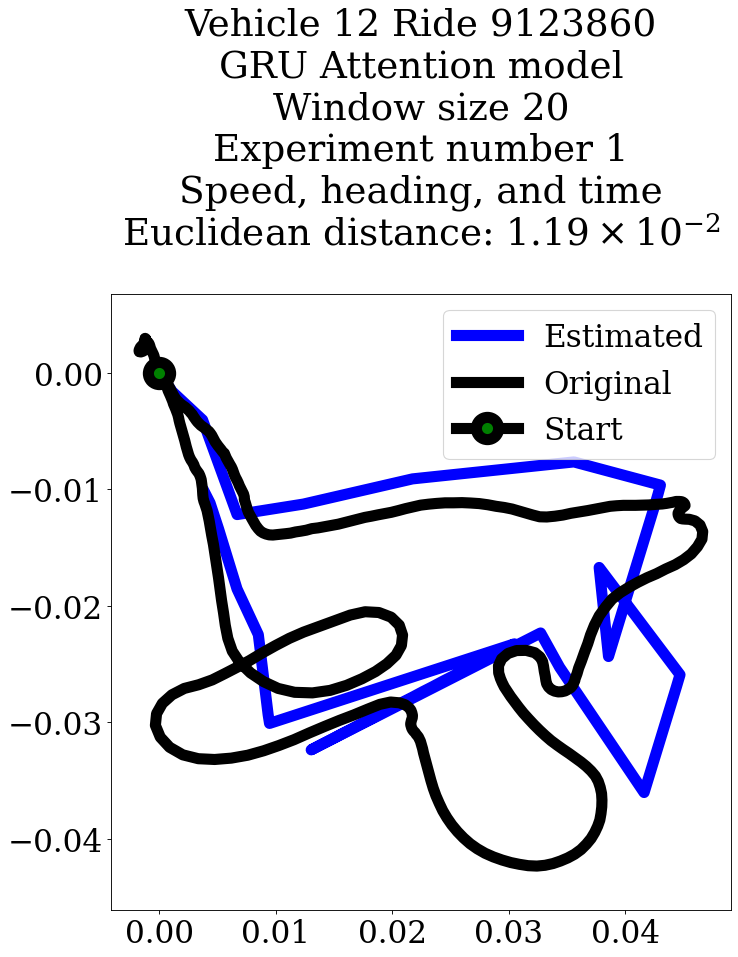 Vehicle 12 Ride 9123860
GRU Attention model
Window size 20
Experiment number 1
Speed, heading, and time
Euclidean distance: 1.19 × 10⁻²
Estimated
Original
Start
0.00
−0.01
−0.02
−0.03
−0.04
0.00 0.01 0.02 0.03 0.04